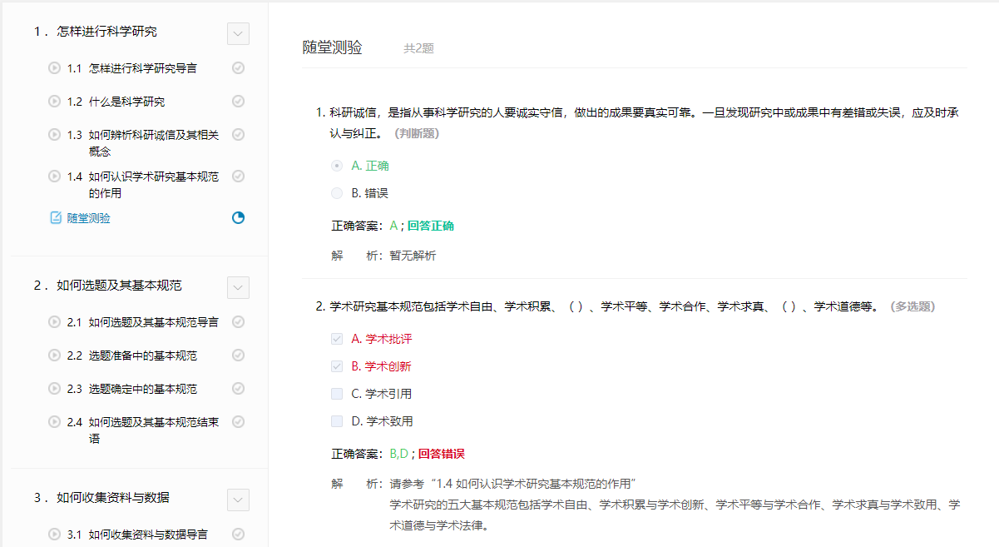 1. 怎样进行科学研究
1.1 怎样进行科学研究导言
1.2 什么是科学研究
1.3 如何辨析科研诚信及其相关
概念
1.4 如何认识学术研究基本规范
的作用
随堂测验
2. 如何选题及其基本规范
2.1 如何选题及其基本规范导言
2.2 选题准备中的基本规范
2.3 选题确定中的基本规范
2.4 如何选题及其基本规范结束
语
3. 如何收集资料与数据
3.1 如何收集资料与数据导言
随堂测验 共2题
1. 科研诚信，是指从事科学研究的人要诚实守信，做出的成果要真实可靠。一旦发现研究中或成果中有差错或失误，应及时承
认与纠正。 (判断题)
A. 正确
B. 错误
正确答案：A ; 回答正确
解 析：暂无解析
2. 学术研究基本规范包括学术自由、学术积累、（ ）、学术平等、学术合作、学术求真、（ ）、学术道德等。 (多选题)
A. 学术批评
B. 学术创新
C. 学术引用
D. 学术致用
正确答案：B,D ; 回答错误
解 析：请参考“1.4 如何认识学术研究基本规范的作用”
学术研究的五大基本规范包括学术自由、学术积累与学术创新、学术平等与学术合作、学术求真与学术致用、学
术道德与学术法律。